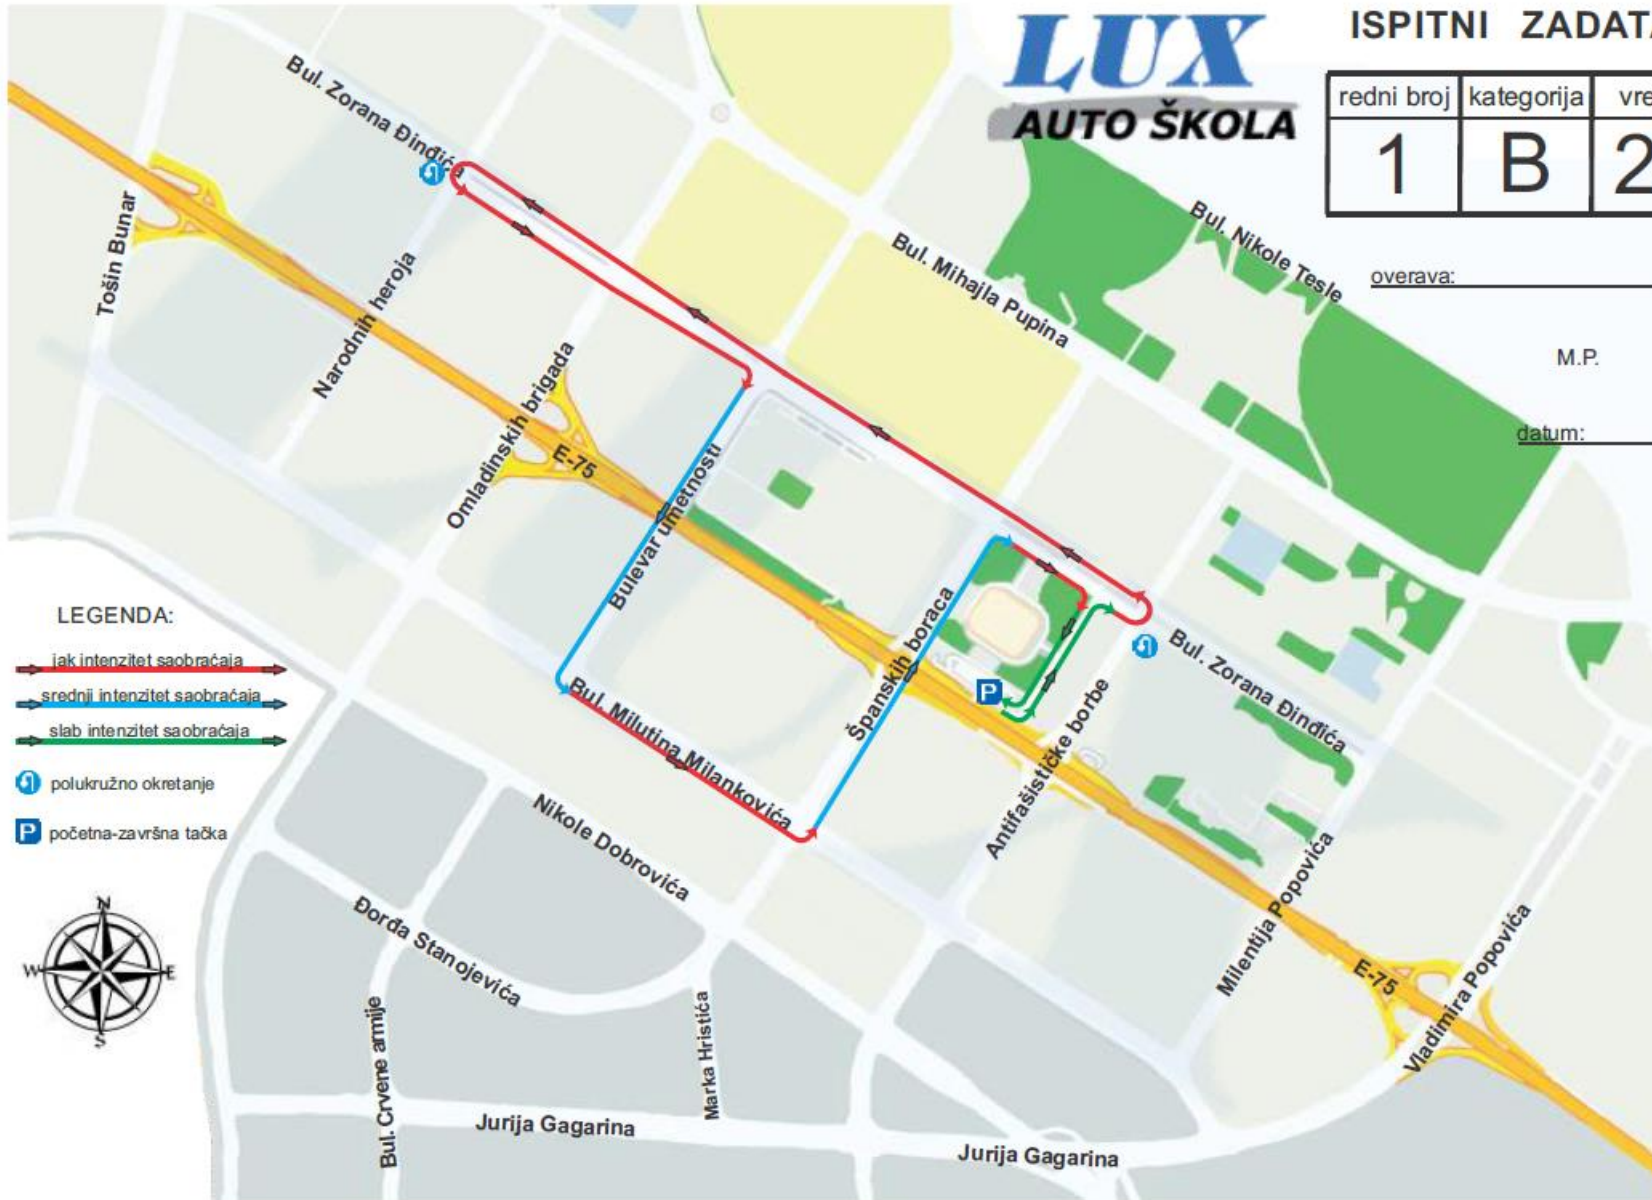 LUX
AUTO ŠKOLA
ISPITNI ZADATA
redni broj
kategorija
vre
1
B
2
overava:
M.P.
datum:
Bul. Zorana Đinđića
Tošin Bunar
Narodnih heroja
Omladinskih brigada
E-75
Bul. Mihajla Pupina
Bul. Nikole Tesle
Bulevar umetnosti
Bul. Milutina Milankovića
Španskih boraca
P
Antifašističke borbe
Bul. Zorana Đinđića
Milentija Popovića
E-75
Vladimira Popovića
Nikole Dobrovića
Đorđa Stanojevića
Bul. Crvene armije
Marka Hristića
Jurija Gagarina
Jurija Gagarina
LEGENDA:
jak intenzitet saobraćaja
srednji intenzitet saobraćaja
slab intenzitet saobraćaja
polukružno okretanje
P početna-završna tačka
N
W E
S